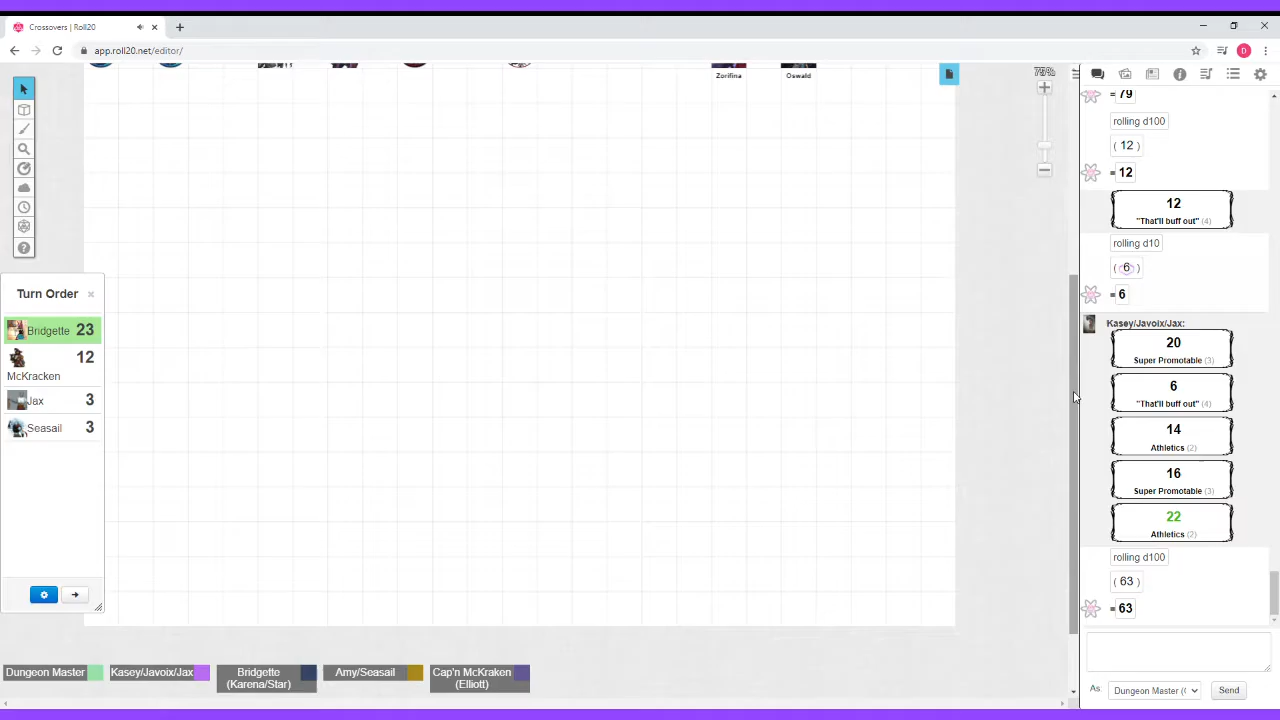 Crossovers | Roll20
app.roll20.net/editor/
D
Zorifina
Oswald
79%
Turn Order
Bridgette 23
12
McKracken
Jax 3
Seasail 3
= 79
rolling d100
( 12 )
= 12
12
"That'll buff out" (4)
rolling d10
( 6 )
= 6
Kasey/Javoix/Jax:
20
Super Promotable (3)
6
"That'll buff out" (4)
14
Athletics (2)
16
Super Promotable (3)
22
Athletics (2)
rolling d100
( 63 )
= 63
Dungeon Master
Kasey/Javoix/Jax
Bridgette
(Karena/Star)
Amy/Seasail
Cap'n McKraken
(Elliott)
As: Dungeon Master (
Send